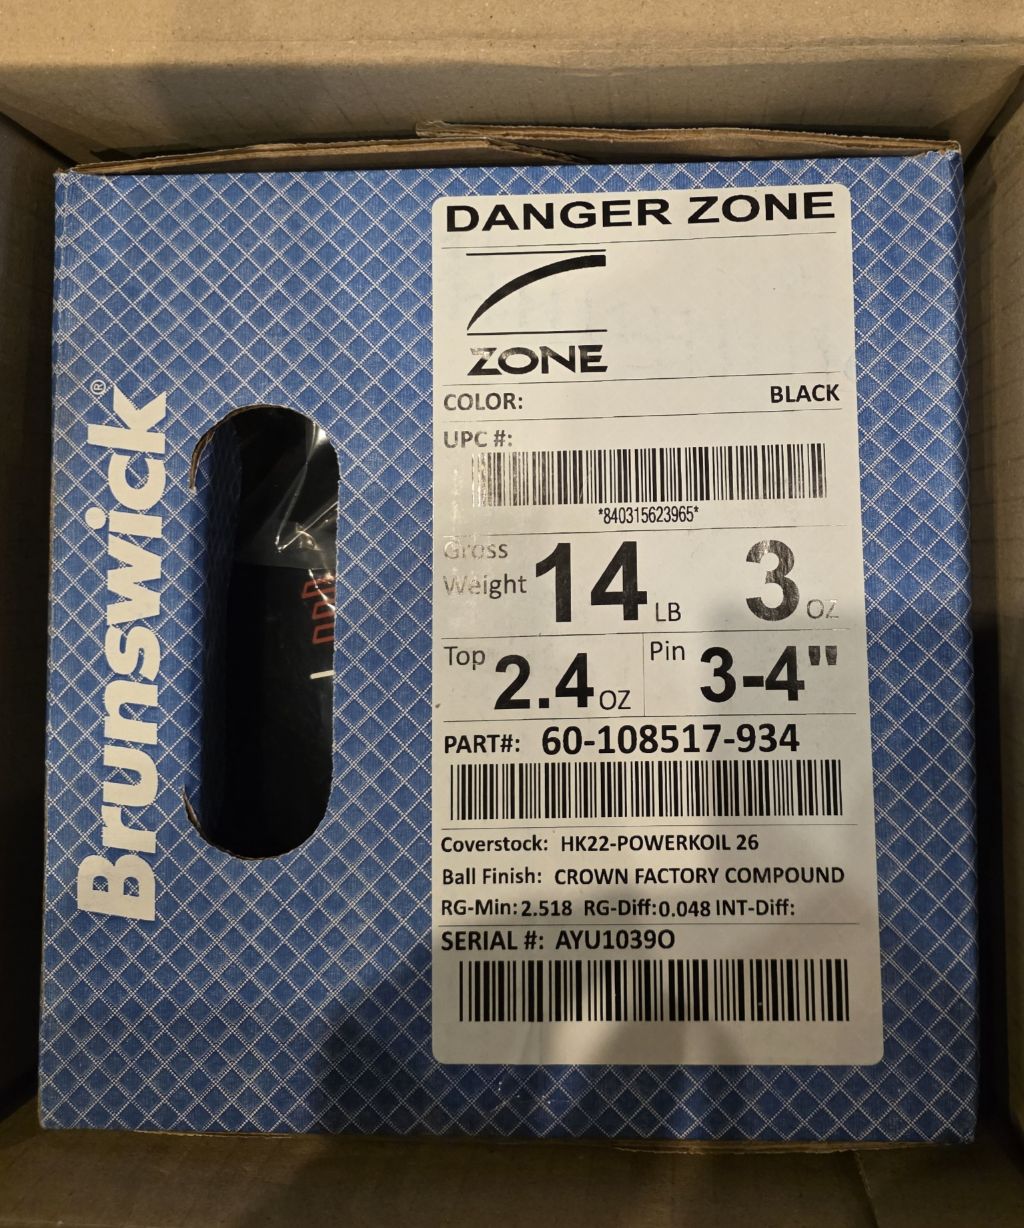 Brunswick®
DANGER ZONE
ZONE
COLOR: BLACK
UPC #:
*840315623965*
Gross
Weight 14 LB 3 OZ
Top 2.4 OZ Pin 3-4"
PART#: 60-108517-934
Coverstock: HK22-POWERKOIL 26
Ball Finish: CROWN FACTORY COMPOUND
RG-Min: 2.518 RG-Diff: 0.048 INT-Diff:
SERIAL #: AYU1039O